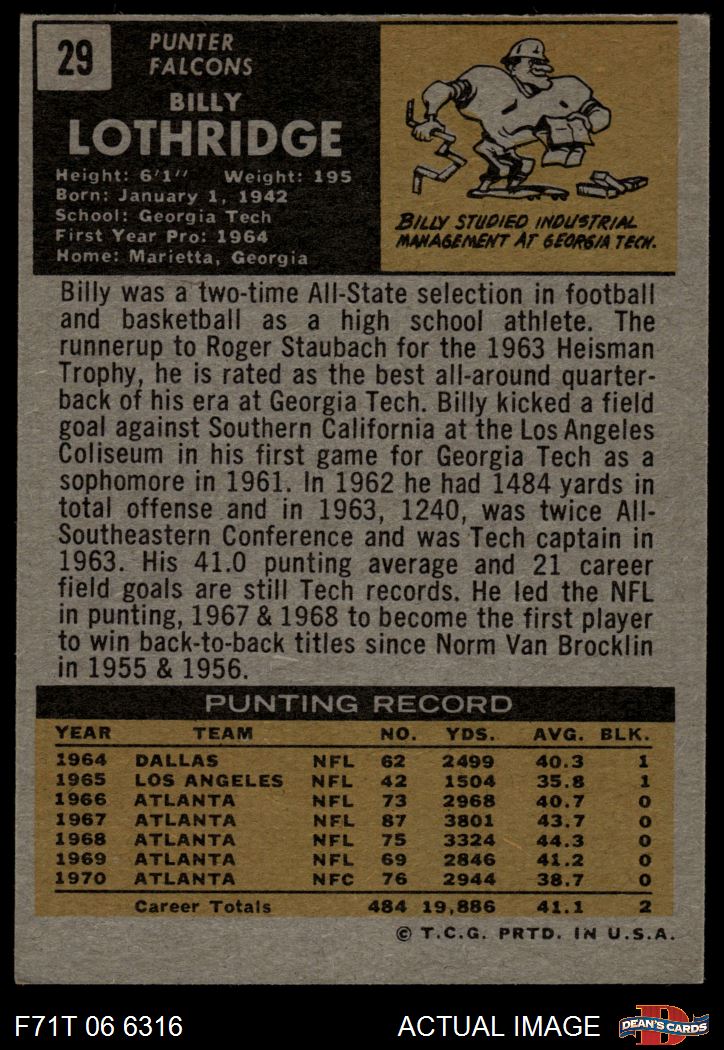 29
PUNTER
FALCONS
BILLY
LOTHRIDGE
Height: 6'1" Weight: 195
Born: January 1, 1942
School: Georgia Tech
First Year Pro: 1964
Home: Marietta, Georgia
BILLY STUDIED INDUSTRIAL
MANAGEMENT AT GEORGIA TECH.
Billy was a two-time All-State selection in football
and basketball as a high school athlete. The
runnerup to Roger Staubach for the 1963 Heisman
Trophy, he is rated as the best all-around quarter-
back of his era at Georgia Tech. Billy kicked a field
goal against Southern California at the Los Angeles
Coliseum in his first game for Georgia Tech as a
sophomore in 1961. In 1962 he had 1484 yards in
total offense and in 1963, 1240, was twice All-
Southeastern Conference and was Tech captain in
1963. His 41.0 punting average and 21 career
field goals are still Tech records. He led the NFL
in punting, 1967 & 1968 to become the first player
to win back-to-back titles since Norm Van Brocklin
in 1955 & 1956.
PUNTING RECORD
YEAR TEAM NO. YDS. AVG. BLK.
1964 DALLAS NFL 62 2499 40.3 1
1965 LOS ANGELES NFL 42 1504 35.8 1
1966 ATLANTA NFL 73 2968 40.7 0
1967 ATLANTA NFL 87 3801 43.7 0
1968 ATLANTA NFL 75 3324 44.3 0
1969 ATLANTA NFL 69 2846 41.2 0
1970 ATLANTA NFC 76 2944 38.7 0
Career Totals 484 19,886 41.1 2
© T.C.G. PRTD. IN U.S.A.
F71T 06 6316 ACTUAL IMAGE
D
DEAN'S CARDS